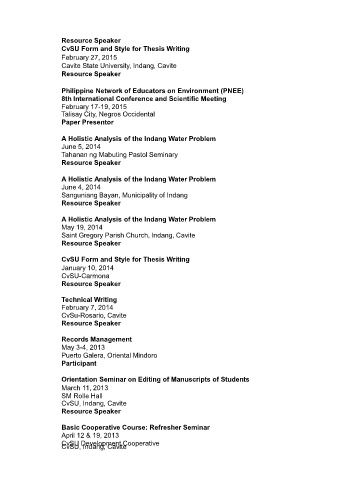 Resource Speaker
CvSU Form and Style for Thesis Writing
February 27, 2015
Cavite State University, Indang, Cavite
Resource Speaker
Philippine Network of Educators on Environment (PNEE)
8th International Conference and Scientific Meeting
February 17-19, 2015
Talisay City, Negros Occidental
Paper Presentor
A Holistic Analysis of the Indang Water Problem
June 5, 2014
Tahanan ng Mabuting Pastol Seminary
Resource Speaker
A Holistic Analysis of the Indang Water Problem
June 4, 2014
Sanguniang Bayan, Municipality of Indang
Resource Speaker
A Holistic Analysis of the Indang Water Problem
May 19, 2014
Saint Gregory Parish Church, Indang, Cavite
Resource Speaker
CvSU Form and Style for Thesis Writing
January 10, 2014
CvSU-Carmona
Resource Speaker
Technical Writing
February 7, 2014
CvSu-Rosario, Cavite
Resource Speaker
Records Management
May 3-4, 2013
Puerto Galera, Oriental Mindoro
Participant
Orientation Seminar on Editing of Manuscripts of Students
March 11, 2013
SM Rolle Hall
CvSU, Indang, Cavite
Resource Speaker
Basic Cooperative Course: Refresher Seminar
April 12 & 19, 2013
CvSU Development Cooperative
CvSU, Indang, Cavite